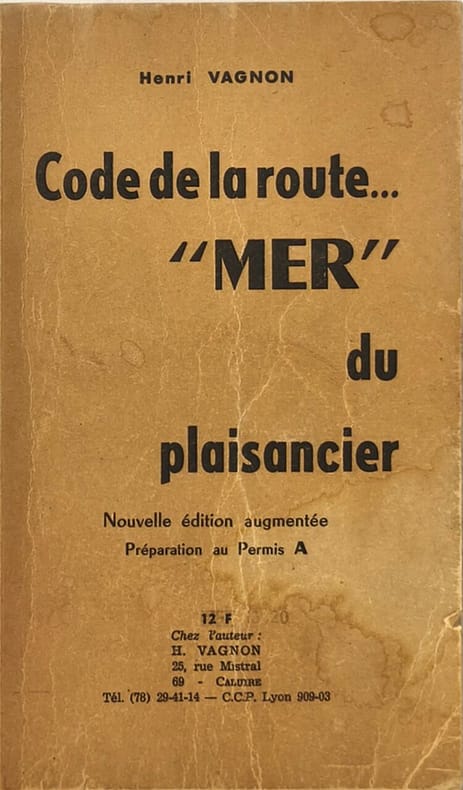 Henri VAGNON
Code de la route...
"MER"
du
plaisancier
Nouvelle édition augmentée
Préparation au Permis A
12 F
Chez l'auteur :
H. VAGNON
25, rue Mistral
69 - CALUIRE
Tél. (78) 29-41-14 — C.C.P. Lyon 909-03